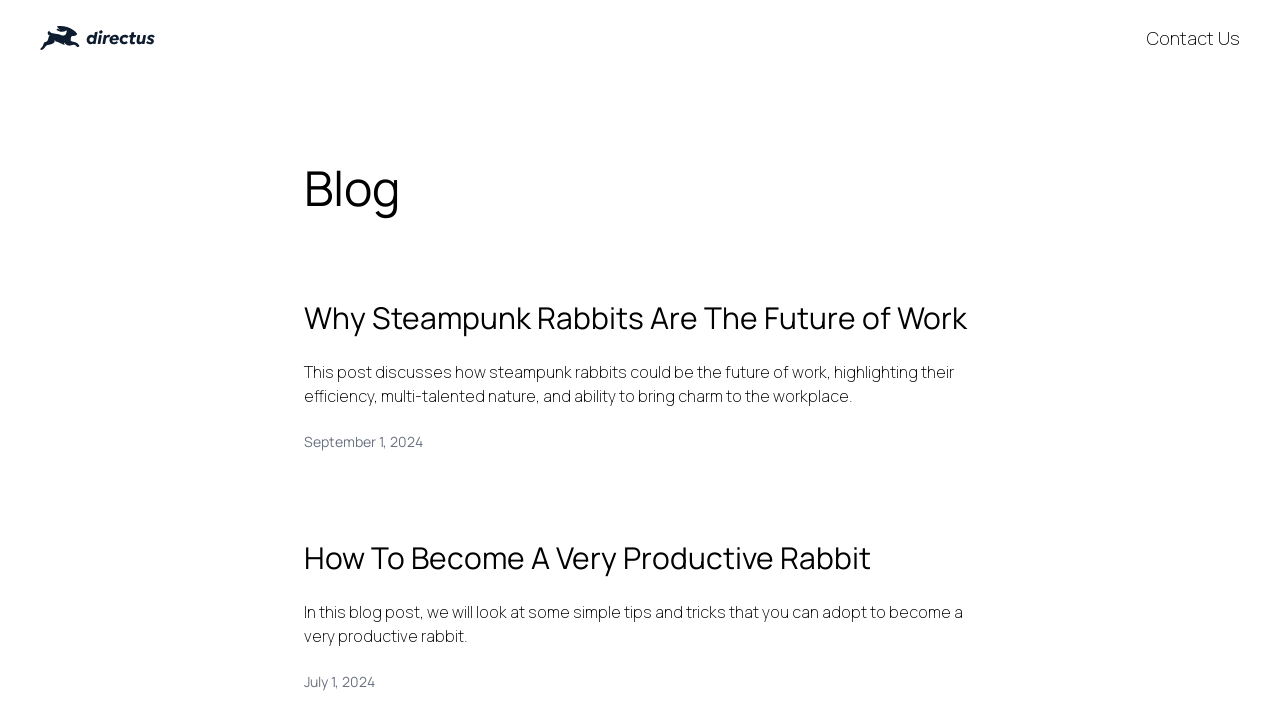 directus
Contact Us
Blog
Why Steampunk Rabbits Are The Future of Work
This post discusses how steampunk rabbits could be the future of work, highlighting their
efficiency, multi-talented nature, and ability to bring charm to the workplace.
September 1, 2024
How To Become A Very Productive Rabbit
In this blog post, we will look at some simple tips and tricks that you can adopt to become a
very productive rabbit.
July 1, 2024